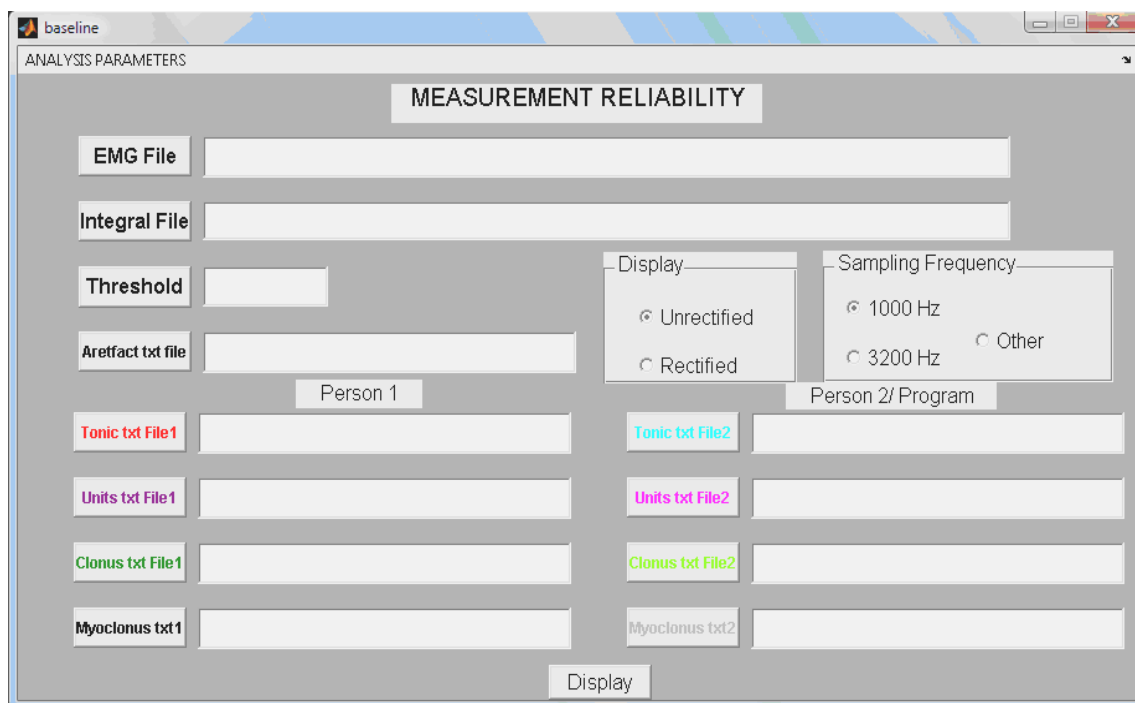 baseline
ANALYSIS PARAMETERS
MEASUREMENT RELIABILITY
EMG File
Integral File
Threshold
Display
Unrectified
Rectified
Sampling Frequency
1000 Hz
3200 Hz
Other
Aretfact txt file
Person 1
Person 2/ Program
Tonic txt File1
Tonic txt File2
Units txt File1
Units txt File2
Clonus txt File1
Clonus txt File2
Myoclonus txt1
Myoclonus txt2
Display